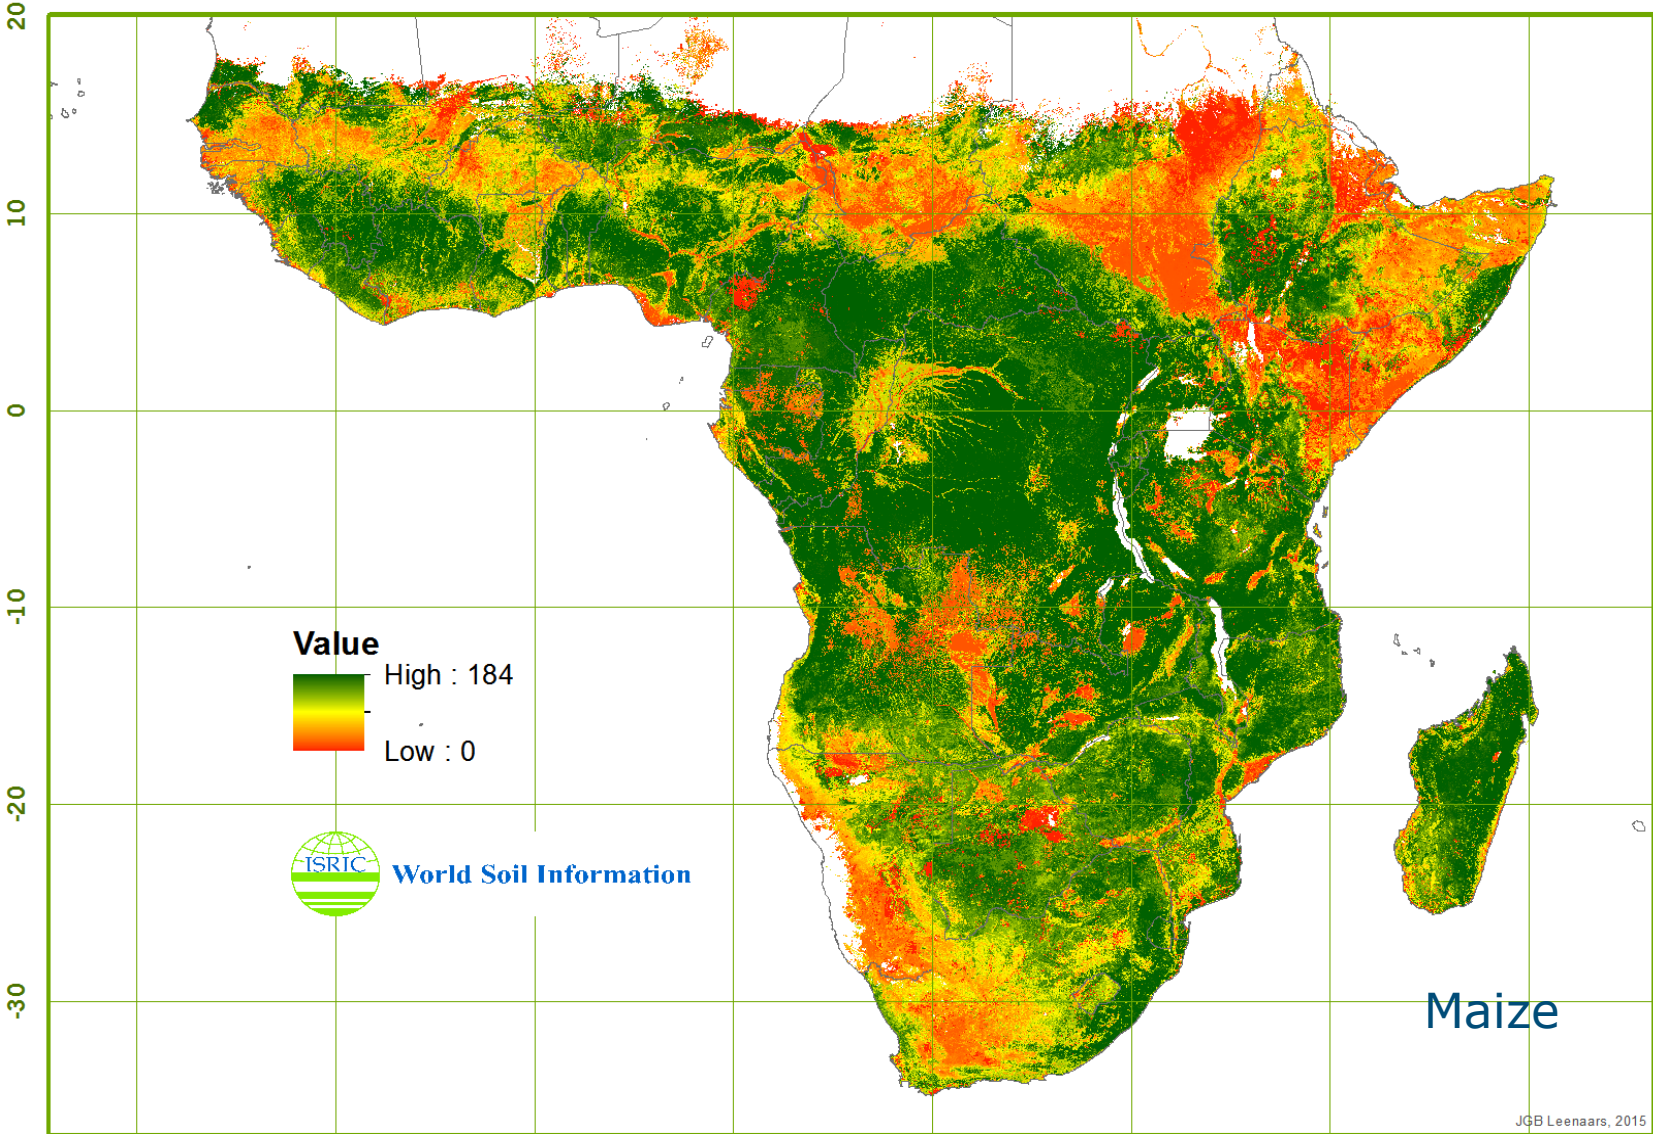 20
10
0
-10
-20
-30
Value
High : 184
Low : 0
ISRIC
World Soil Information
Maize
JGB Leenaars, 2015